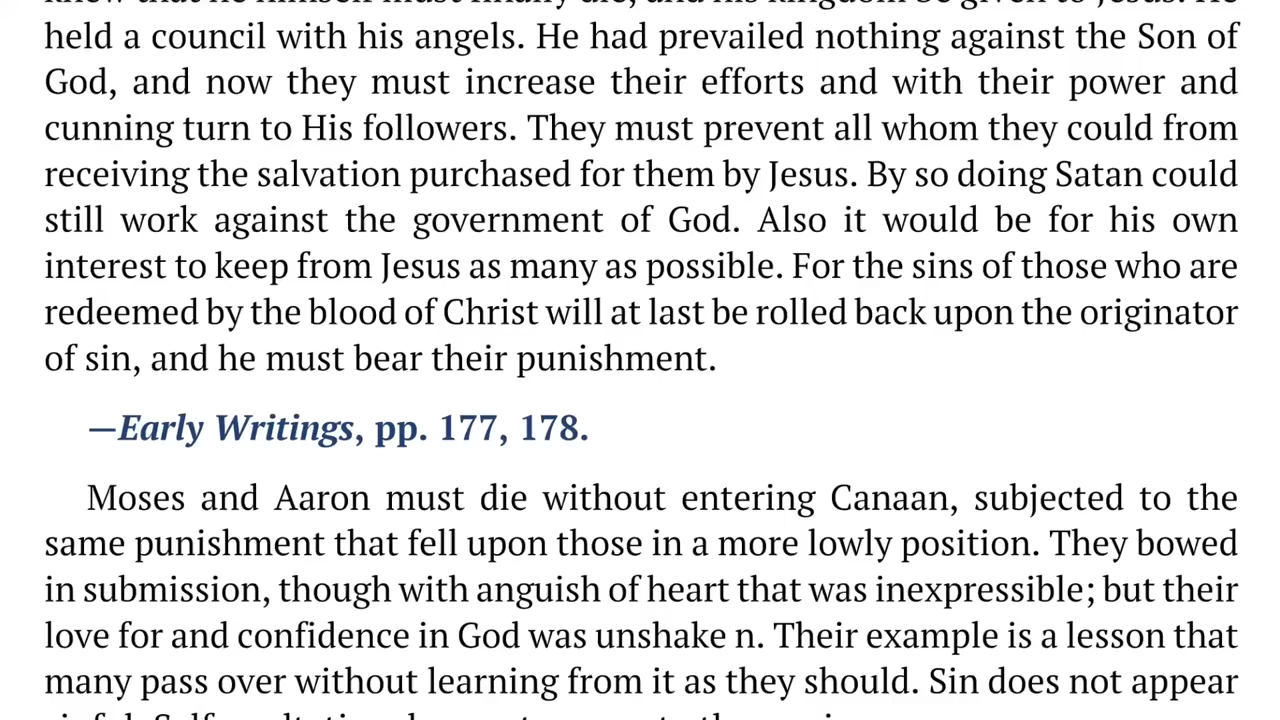 held a council with his angels. He had prevailed nothing against the Son of
God, and now they must increase their efforts and with their power and
cunning turn to His followers. They must prevent all whom they could from
receiving the salvation purchased for them by Jesus. By so doing Satan could
still work against the government of God. Also it would be for his own
interest to keep from Jesus as many as possible. For the sins of those who are
redeemed by the blood of Christ will at last be rolled back upon the originator
of sin, and he must bear their punishment.
—Early Writings, pp. 177, 178.
Moses and Aaron must die without entering Canaan, subjected to the
same punishment that fell upon those in a more lowly position. They bowed
in submission, though with anguish of heart that was inexpressible; but their
love for and confidence in God was unshake n. Their example is a lesson that
many pass over without learning from it as they should. Sin does not appear